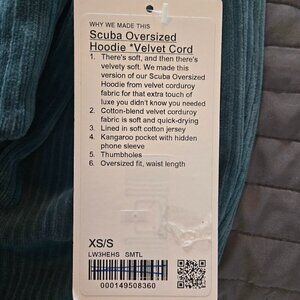 WHY WE MADE THIS
Scuba Oversized
Hoodie *Velvet Cord
1. There's soft, and then there's
velvety soft. We made this
version of our Scuba Oversized
Hoodie from velvet corduroy
fabric for that extra touch of
luxe you didn't know you needed
2. Cotton-blend velvet corduroy
fabric is soft and quick-drying
3. Lined in soft cotton jersey
4. Kangaroo pocket with hidden
phone sleeve
5. Thumbholes
6. Oversized fit, waist length
XS/S
LW3HEHS SMTL
000149508360